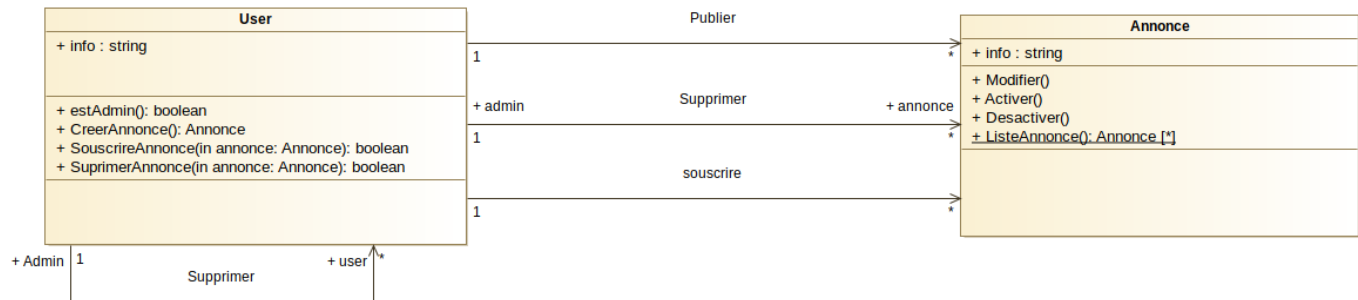 User
+ info : string
+ estAdmin(): boolean
+ CreerAnnonce(): Annonce
+ SouscrireAnnonce(in annonce: Annonce): boolean
+ SuprimerAnnonce(in annonce: Annonce): boolean
Publier
1
*
+ admin
Supprimer
+ annonce
1
*
souscrire
1
*
Annonce
+ info : string
+ Modifier()
+ Activer()
+ Desactiver()
+ ListeAnnonce(): Annonce [*]
+ Admin
1
+ user
*
Supprimer